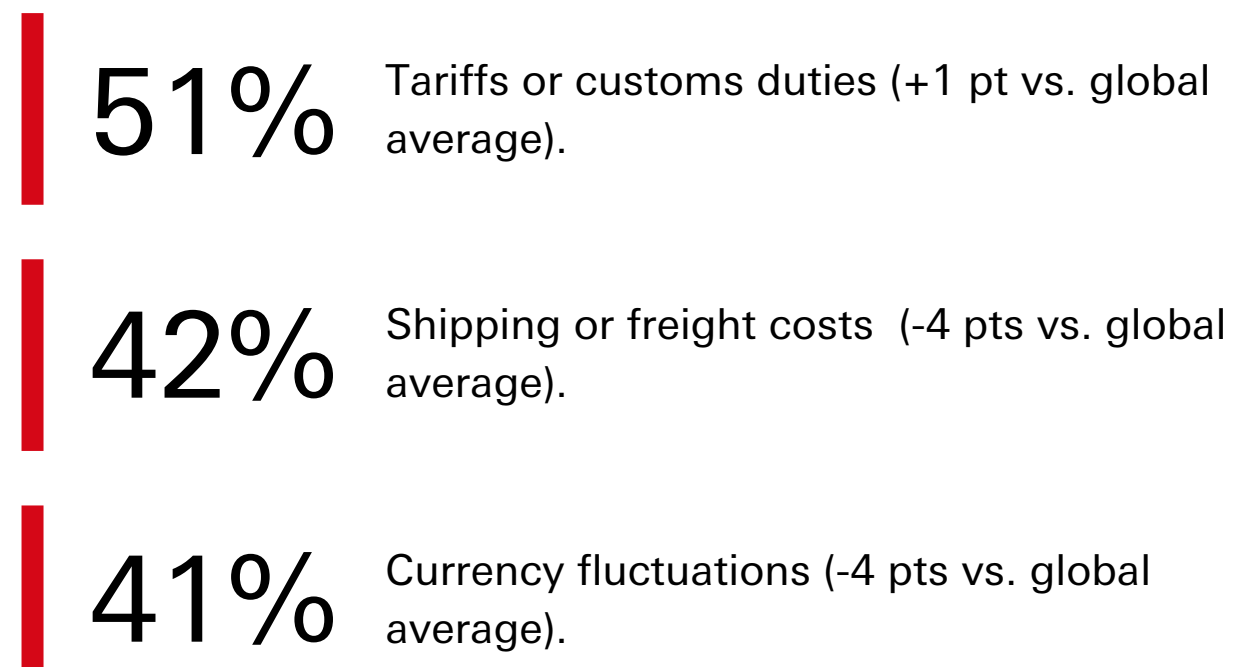 51%
Tariffs or customs duties (+1 pt vs. global
average).
42%
Shipping or freight costs  (-4 pts vs. global
average).
41%
Currency fluctuations (-4 pts vs. global
average).